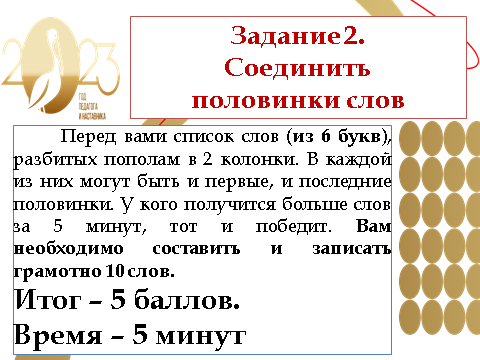 Задание 2.
Соединить
половинки слов
2023
ГОД
ПЕДАГОГА
И НАСТАВНИКА
Перед вами список слов (из 6 букв),
разбитых пополам в 2 колонки. В каждой
из них могут быть и первые, и последние
половинки. У кого получится больше слов
за 5 минут, тот и победит. Вам
необходимо составить и записать
грамотно 10 слов.
Итог – 5 баллов.
Время – 5 минут